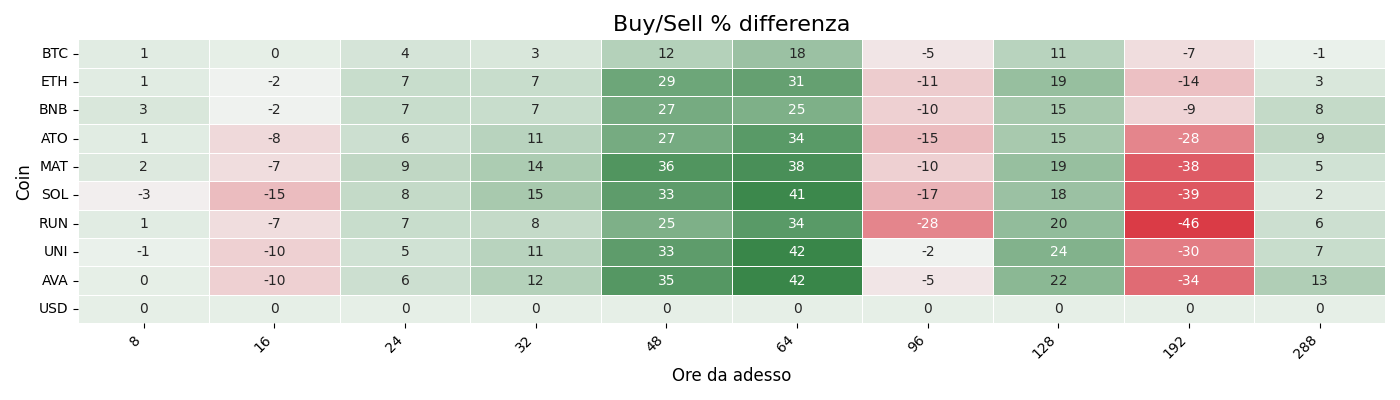 Buy/Sell % differenza
Coin
BTC 1 0 4 3 12 18 -5 11 -7 -1
ETH 1 -2 7 7 29 31 -11 19 -14 3
BNB 3 -2 7 7 27 25 -10 15 -9 8
ATO 1 -8 6 11 27 34 -15 15 -28 9
MAT 2 -7 9 14 36 38 -10 19 -38 5
SOL -3 -15 8 15 33 41 -17 18 -39 2
RUN 1 -7 7 8 25 34 -28 20 -46 6
UNI -1 -10 5 11 33 42 -2 24 -30 7
AVA 0 -10 6 12 35 42 -5 22 -34 13
USD 0 0 0 0 0 0 0 0 0 0
8 16 24 32 48 64 96 128 192 288
Ore da adesso